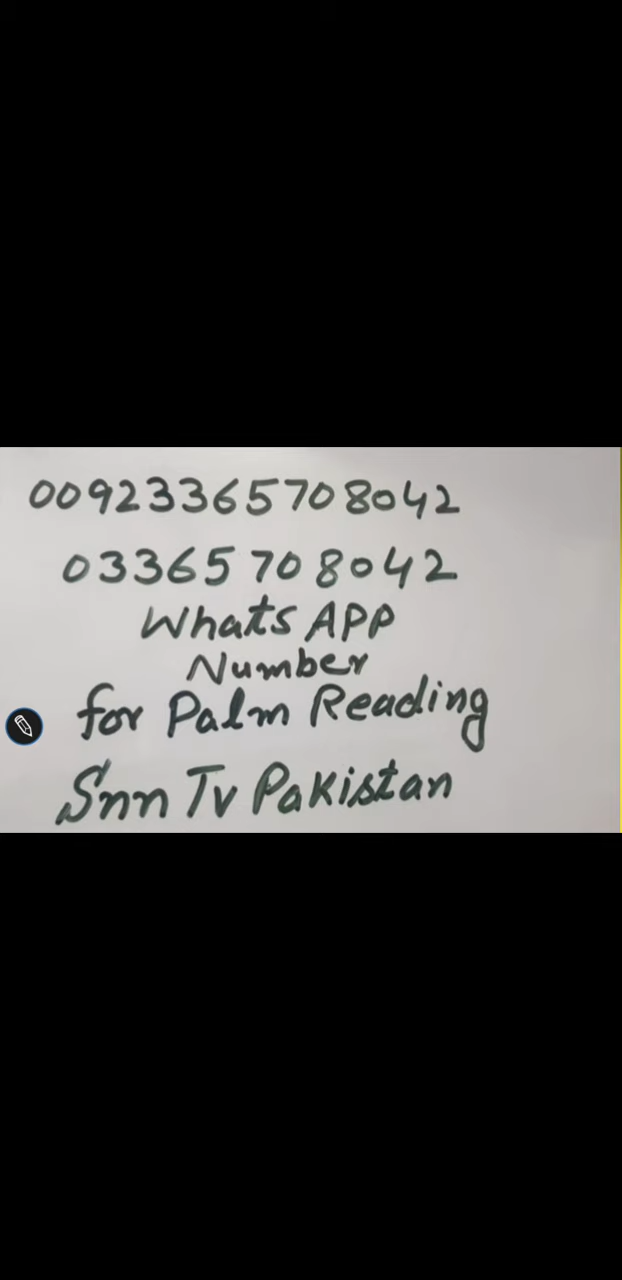 00923365708042
03365708042
Whats APP
Number
for Palm Reading
Snn Tv Pakistan